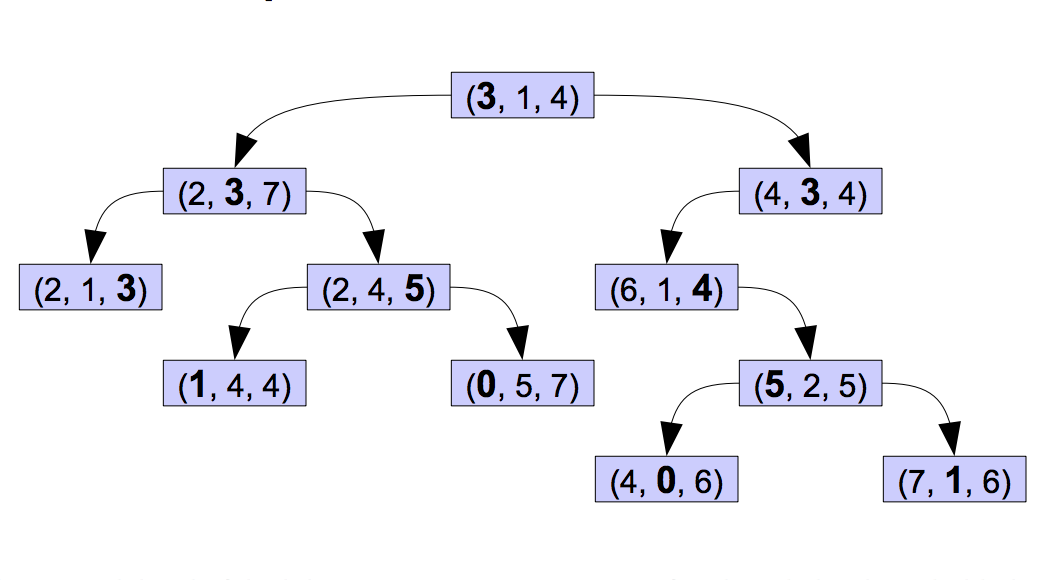 (3, 1, 4)
(2, 3, 7)
(4, 3, 4)
(2, 1, 3)
(2, 4, 5)
(6, 1, 4)
(1, 4, 4)
(0, 5, 7)
(5, 2, 5)
(4, 0, 6)
(7, 1, 6)